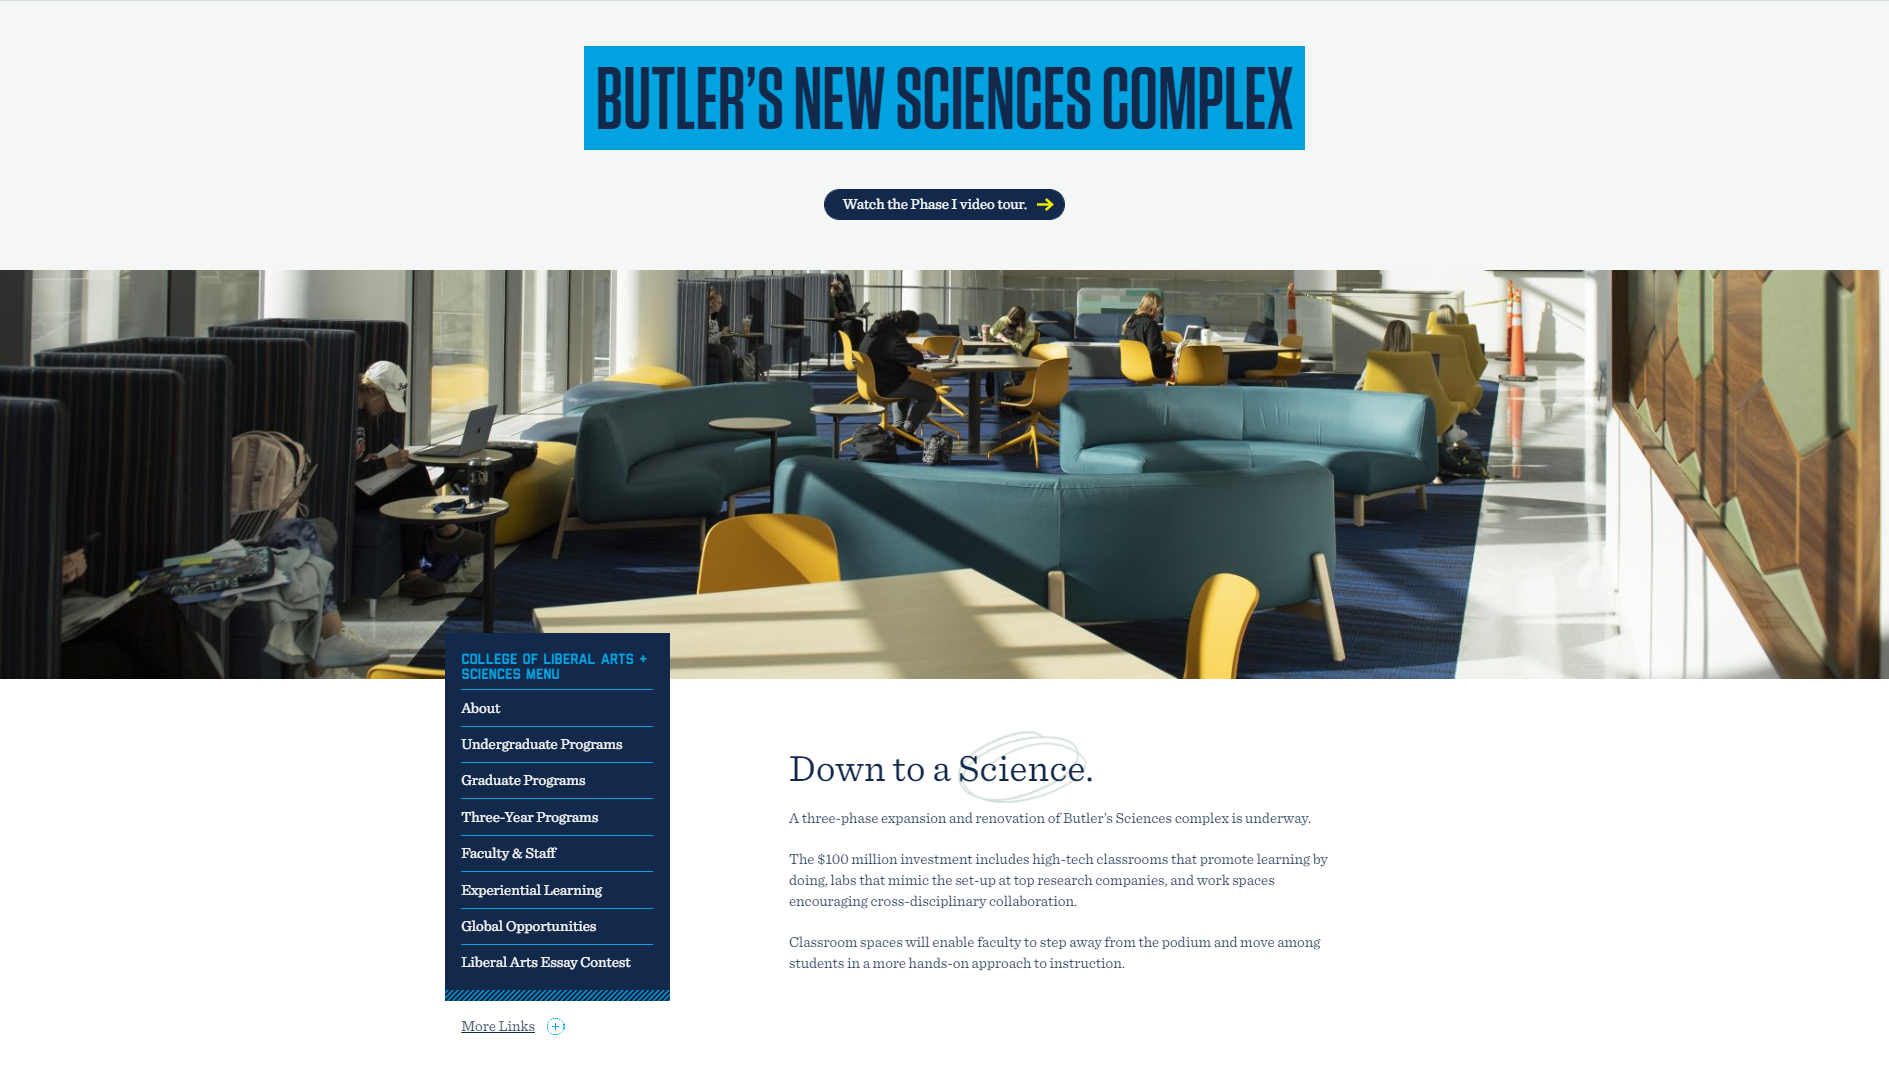 BUTLER’S NEW SCIENCES COMPLEX
Watch the Phase I video tour.
COLLEGE OF LIBERAL ARTS +
SCIENCES MENU
About
Undergraduate Programs
Graduate Programs
Three-Year Programs
Faculty & Staff
Experiential Learning
Global Opportunities
Liberal Arts Essay Contest
More Links
Down to a Science.
A three-phase expansion and renovation of Butler’s Sciences complex is underway.
The $100 million investment includes high-tech classrooms that promote learning by
doing, labs that mimic the set-up at top research companies, and work spaces
encouraging cross-disciplinary collaboration.
Classroom spaces will enable faculty to step away from the podium and move among
students in a more hands-on approach to instruction.